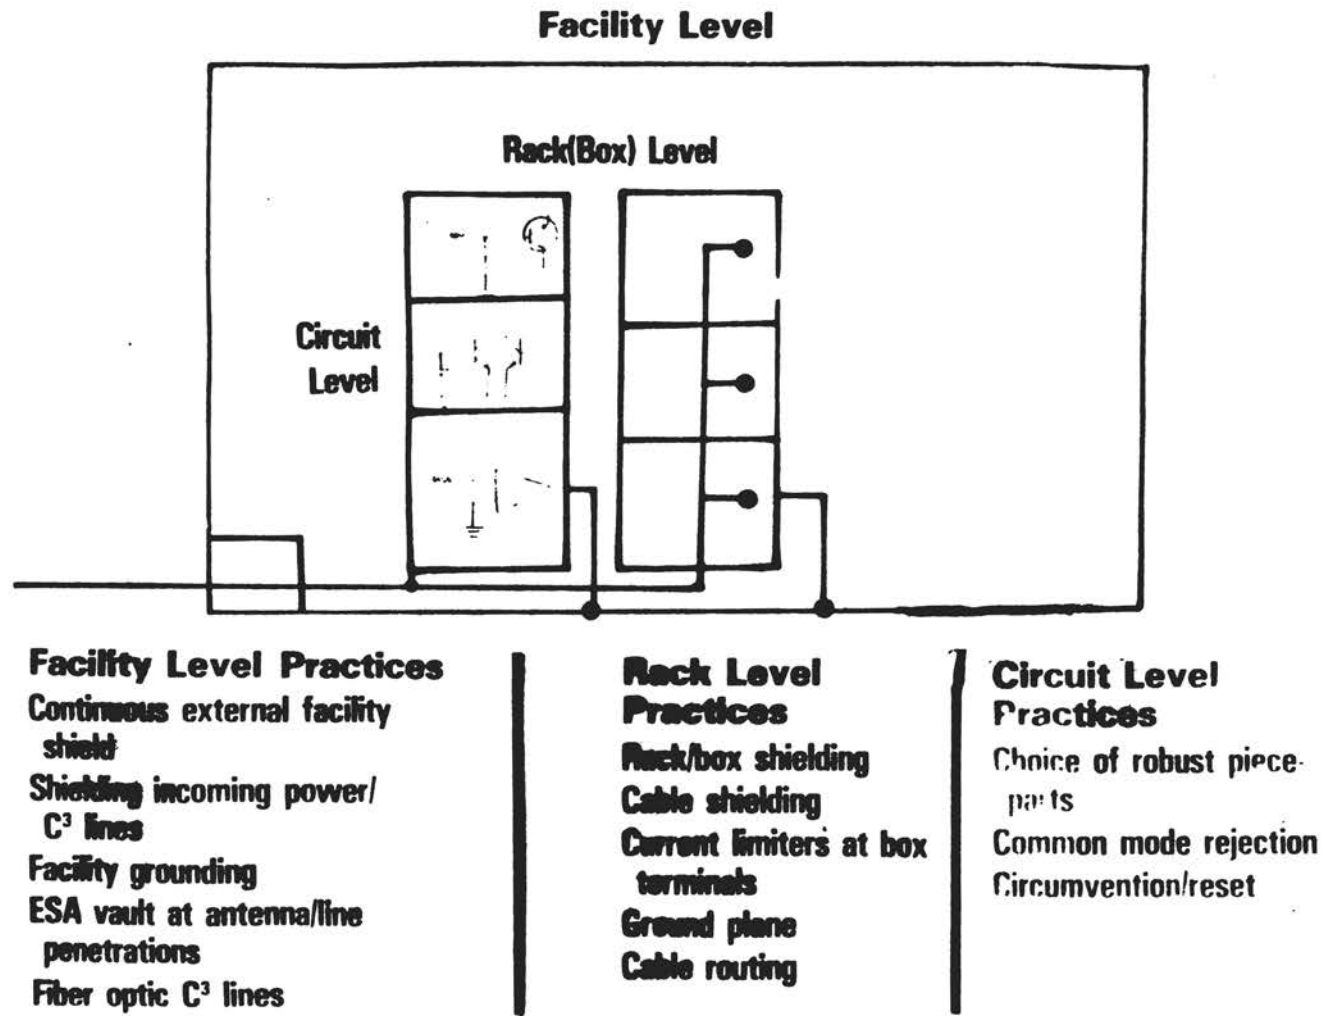 Facility Level
Rack(Box) Level
Circuit
Level
Facility Level Practices
Continuous external facility
shield
Shielding incoming power/
C³ lines
Facility grounding
ESA vault at antenna/line
penetrations
Fiber optic C³ lines
Rack Level
Practices
Rack/box shielding
Cable shielding
Current limiters at box
terminals
Ground plane
Cable routing
Circuit Level
Practices
Choice of robust piece-
parts
Common mode rejection
Circumvention/reset